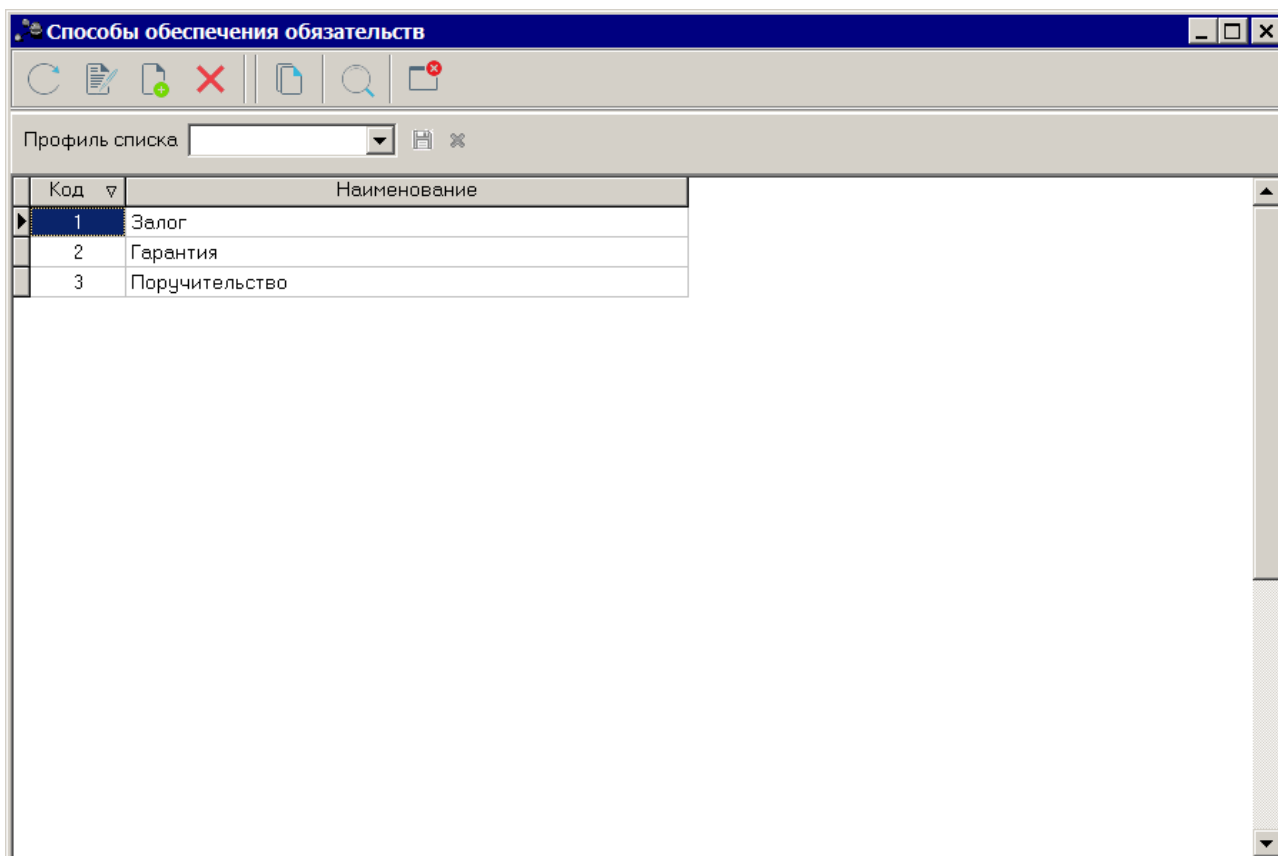 Способы обеспечения обязательств
Профиль списка
Код Наименование
1 Залог
2 Гарантия
3 Поручительство